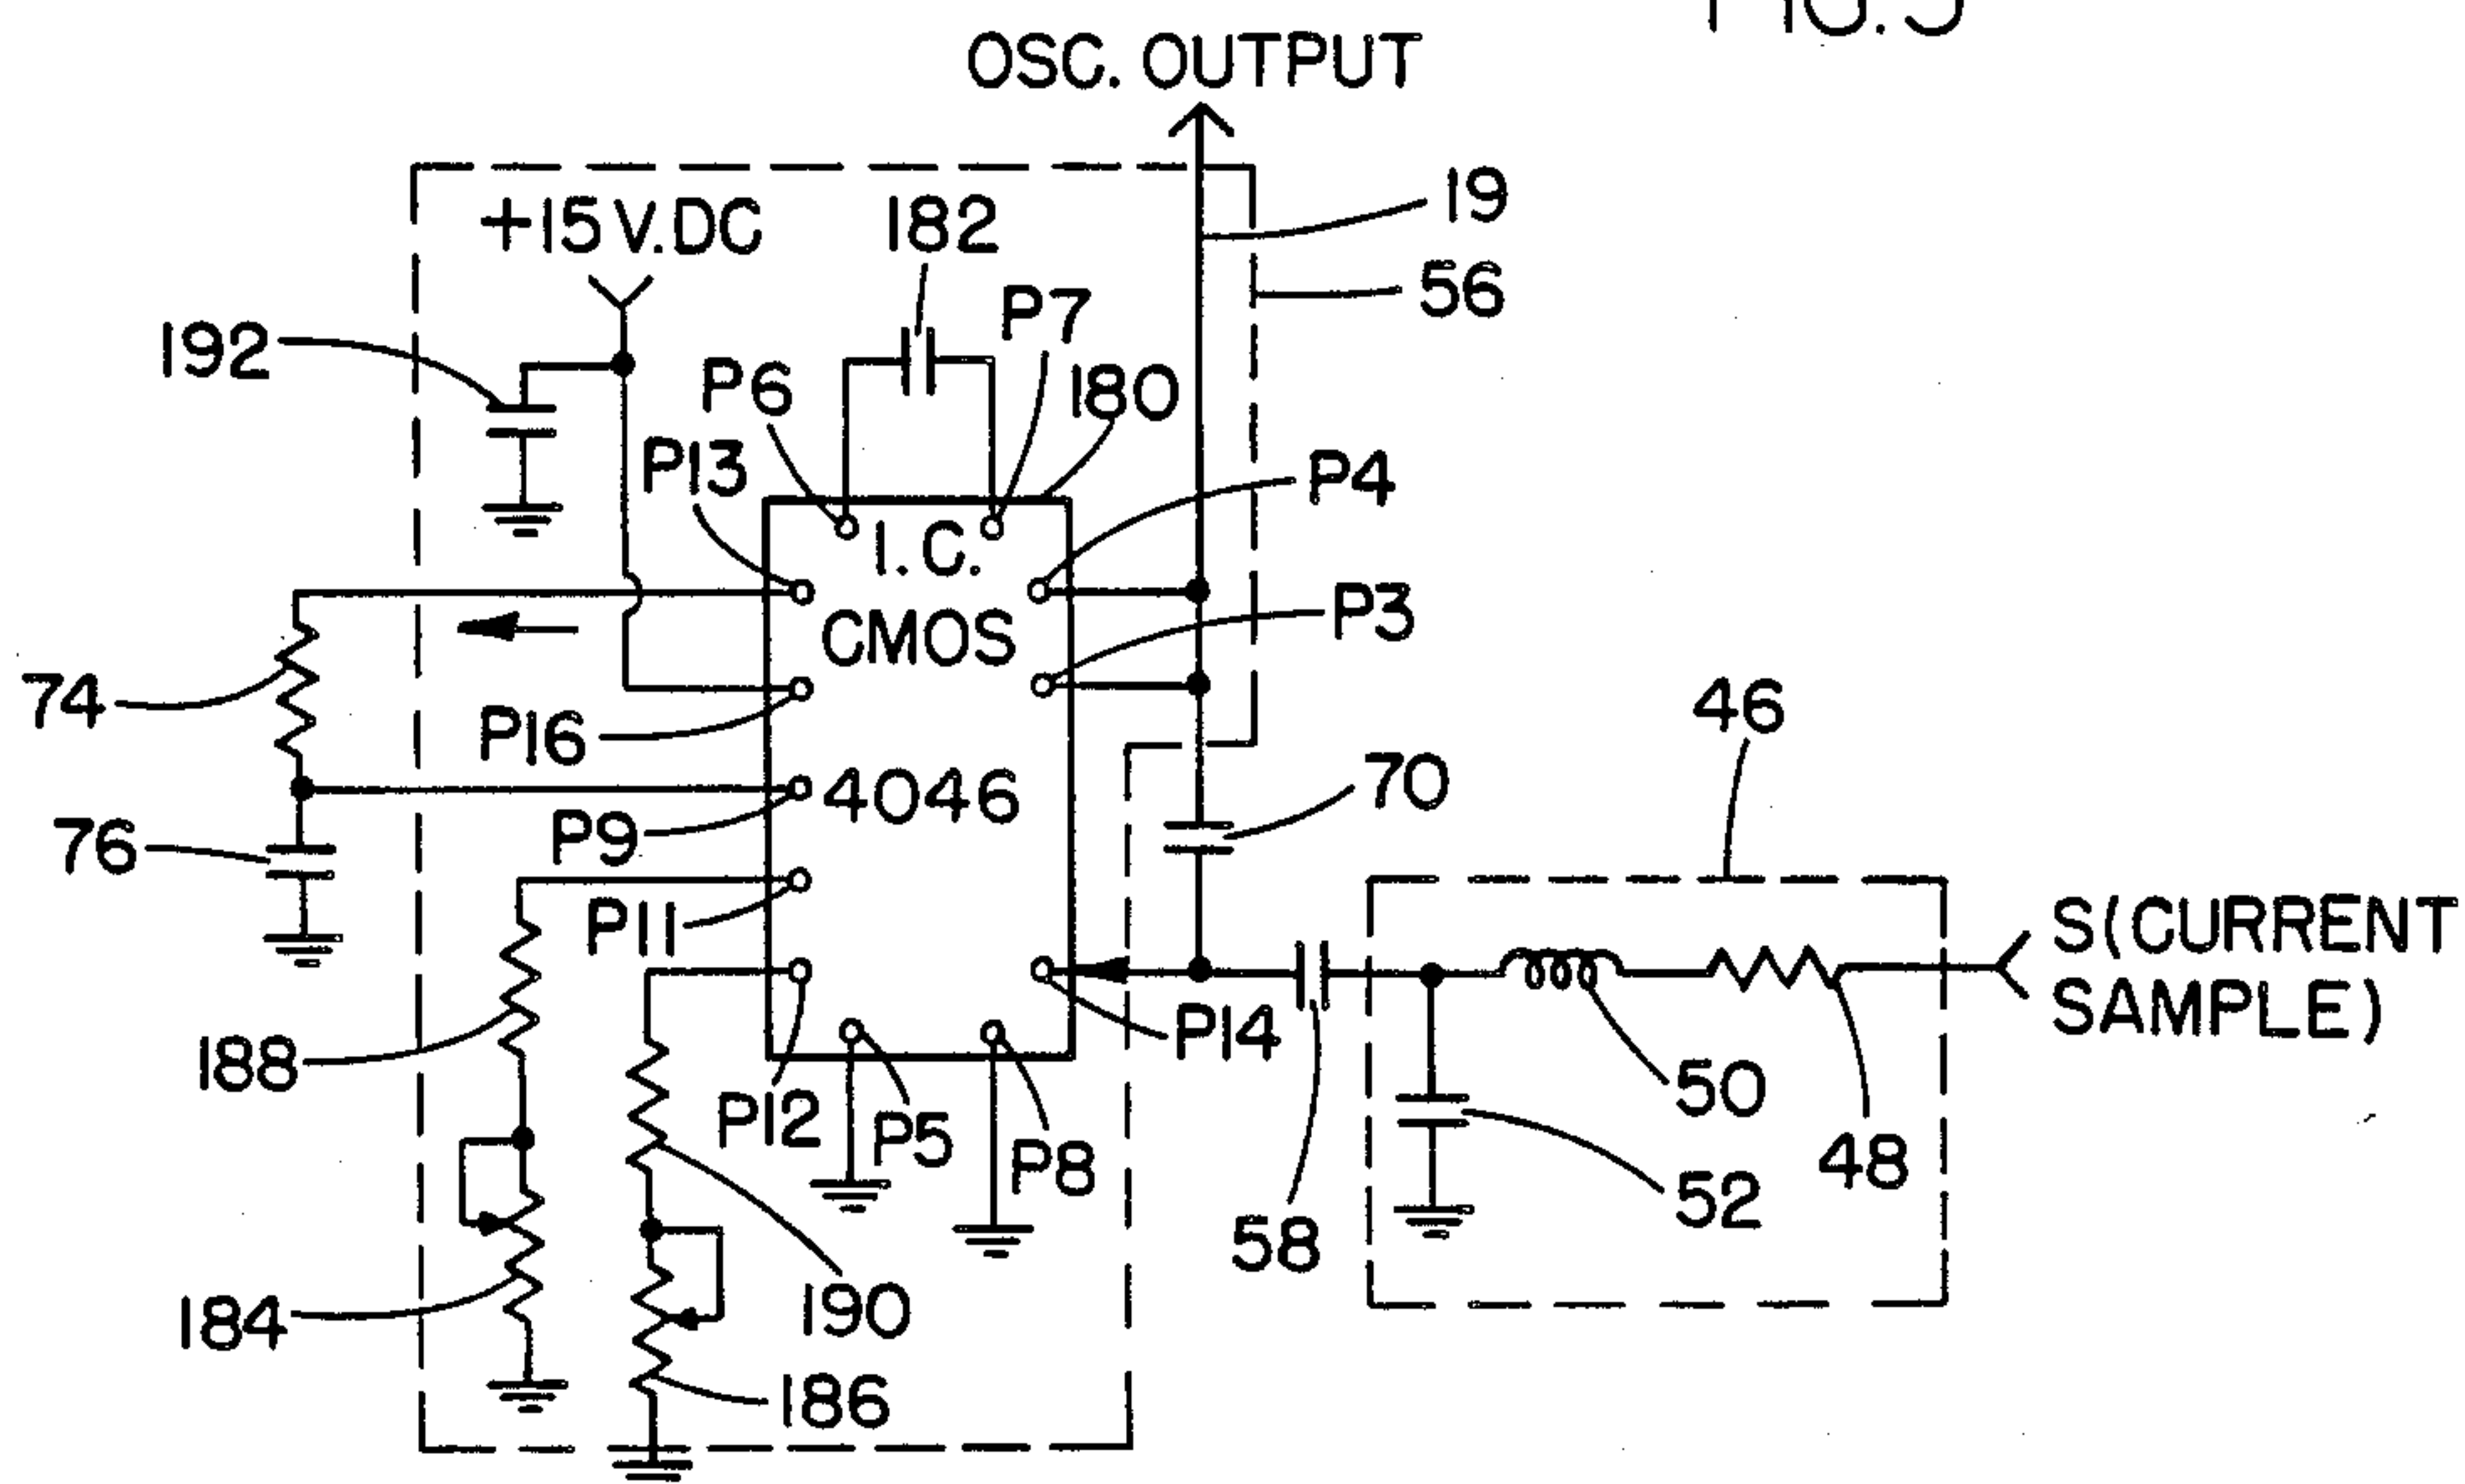 OSC. OUTPUT
+15 V.DC
182
19
56
P7
192
P6
180
P13
P4
I.C.
P3
CMOS
74
P16
46
4046
70
P9
76
P11
S(CURRENT
SAMPLE)
P14
188
50
P12
P5
P8
48
52
58
190
184
186